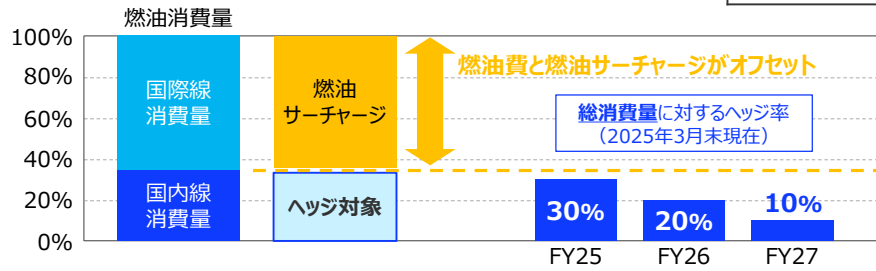 燃油消費量
100%
80%
60%
40%
20%
0%
国際線
消費量
国内線
消費量
燃油
サーチャージ
ヘッジ対象
燃油費と燃油サーチャージがオフセット
総消費量に対するヘッジ率
（2025年3月末現在）
30%
20%
10%
FY25
FY26
FY27